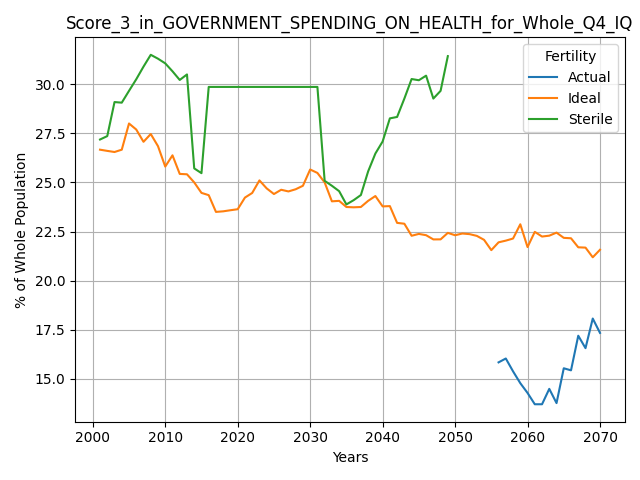 Score_3_in_GOVERNMENT_SPENDING_ON_HEALTH_for_Whole_Q4_IQ
% of Whole Population
30.0
27.5
25.0
22.5
20.0
17.5
15.0
Fertility
Actual
Ideal
Sterile
2000 2010 2020 2030 2040 2050 2060 2070
Years